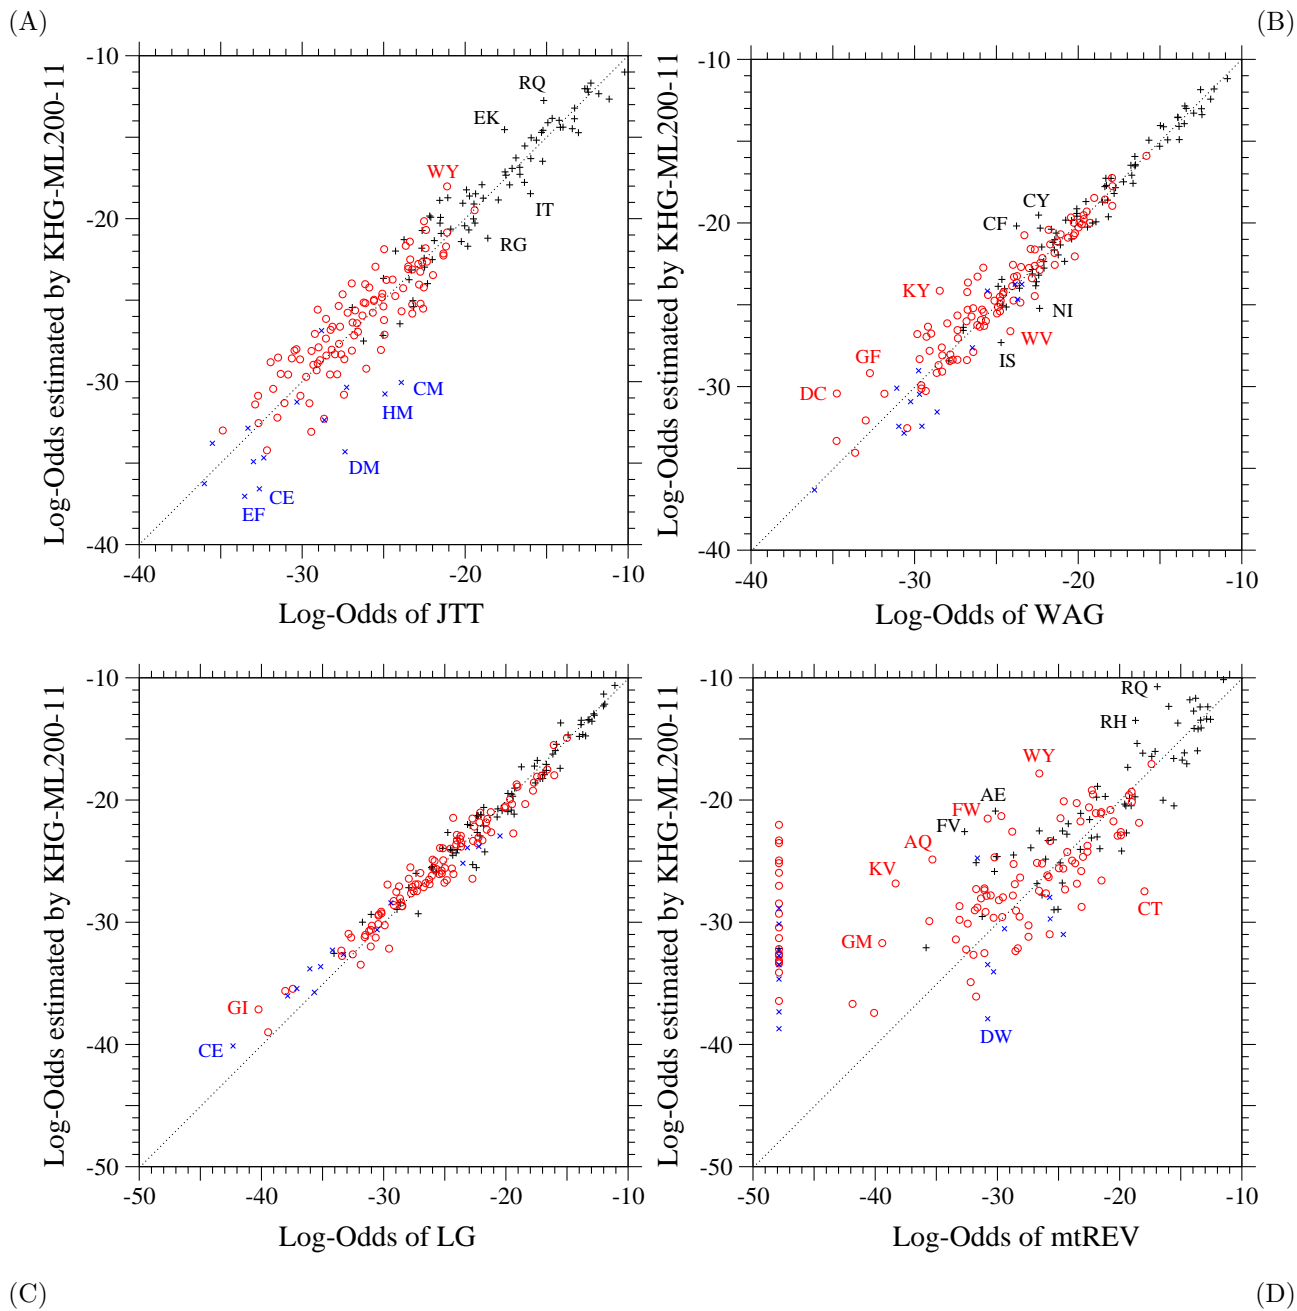 (A)
(B)
Log-Odds estimated by KHG-ML200-11
-10
-20
-30
-40
RQ
EK
WY
IT
RG
CM
HM
DM
CE
EF
-40
-30
-20
-10
Log-Odds of JTT
Log-Odds estimated by KHG-ML200-11
-10
-20
-30
-40
CY
CF
KY
NI
WV
IS
GF
DC
-40
-30
-20
-10
Log-Odds of WAG
Log-Odds estimated by KHG-ML200-11
-10
-20
-30
-40
-50
GI
CE
-50
-40
-30
-20
-10
Log-Odds of LG
Log-Odds estimated by KHG-ML200-11
-10
-20
-30
-40
-50
RQ
RH
WY
AE
FW
FV
AQ
KV
CT
GM
DW
-50
-40
-30
-20
-10
Log-Odds of mtREV
(C)
(D)